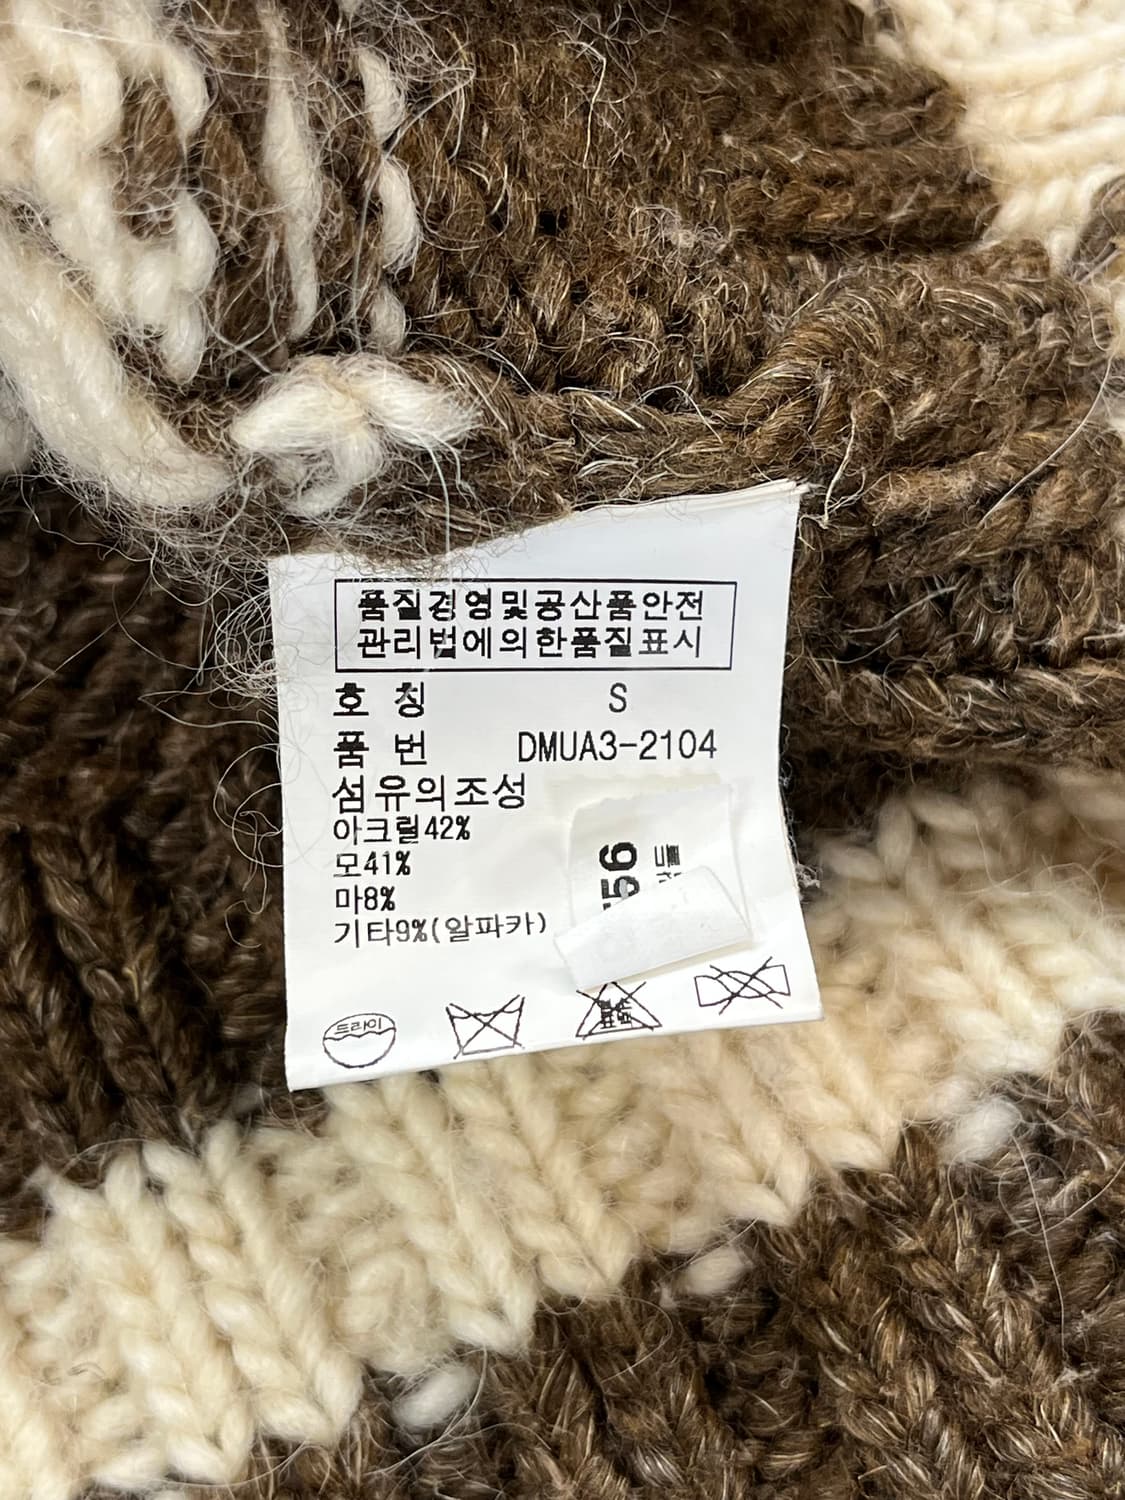 품질경영및공산품안전
관리법에의한품질표시
호 칭 S
품 번 DMUA3-2104
섬유의조성
아크릴42%
모41%
마8%
기타9%(알파카)
56
드라이